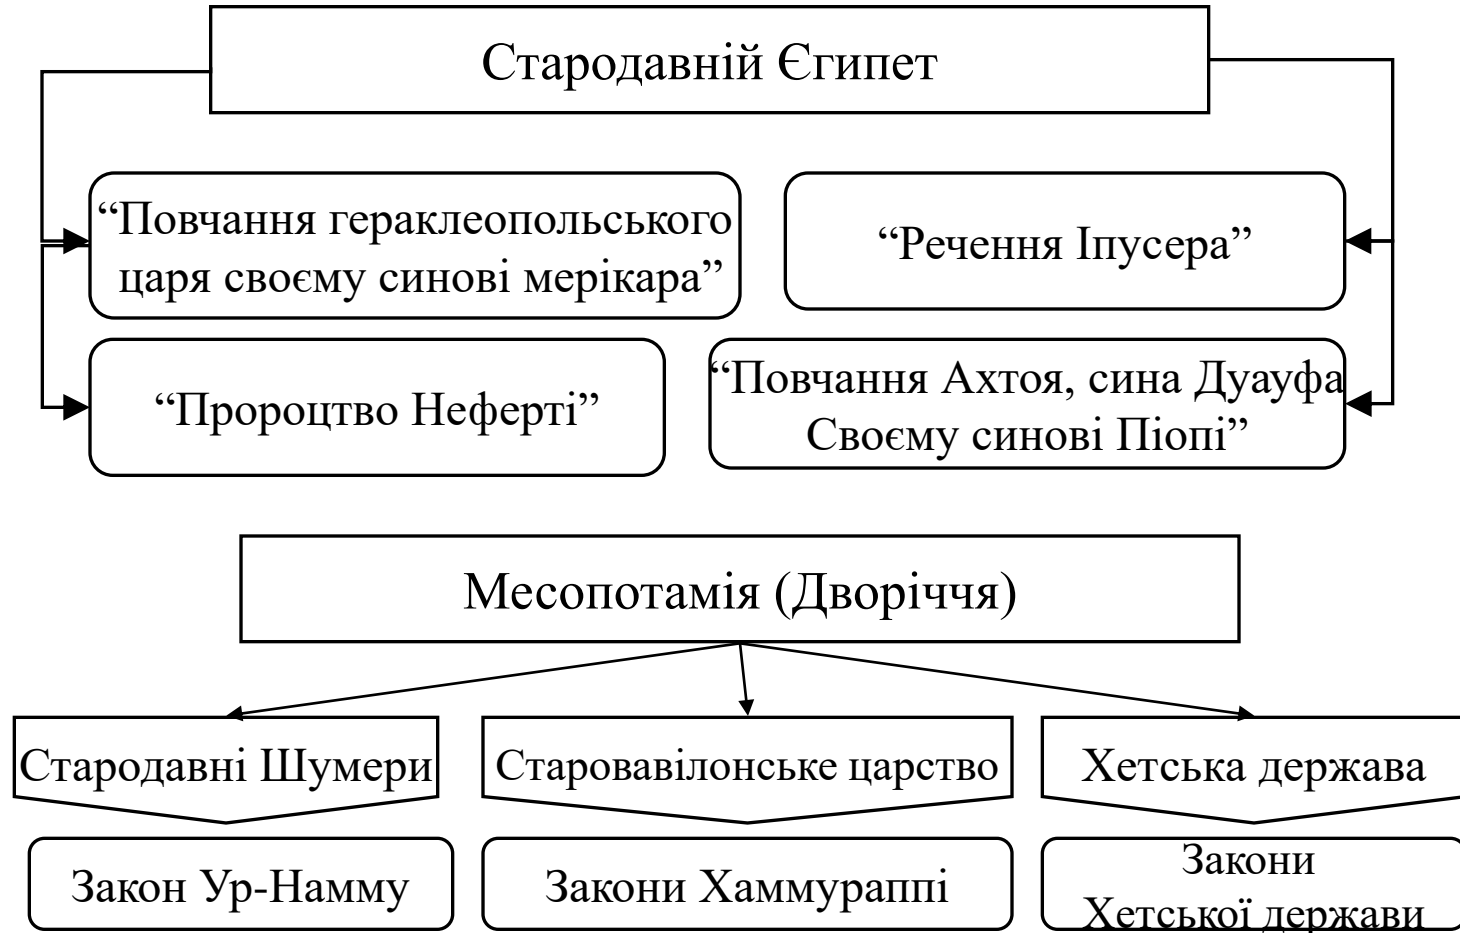 Стародавній Єгипет
“Повчання гераклеопольського
царя своєму синові мерікара”
“Речення Іпусера”
“Пророцтво Неферті”
“Повчання Ахтоя, сина Дуауфа
Своєму синові Піопі”
Месопотамія (Дворіччя)
Стародавні Шумери
Старовавілонське царство
Хетська держава
Закон Ур-Намму
Закони Хаммураппі
Закони
Хетської держави